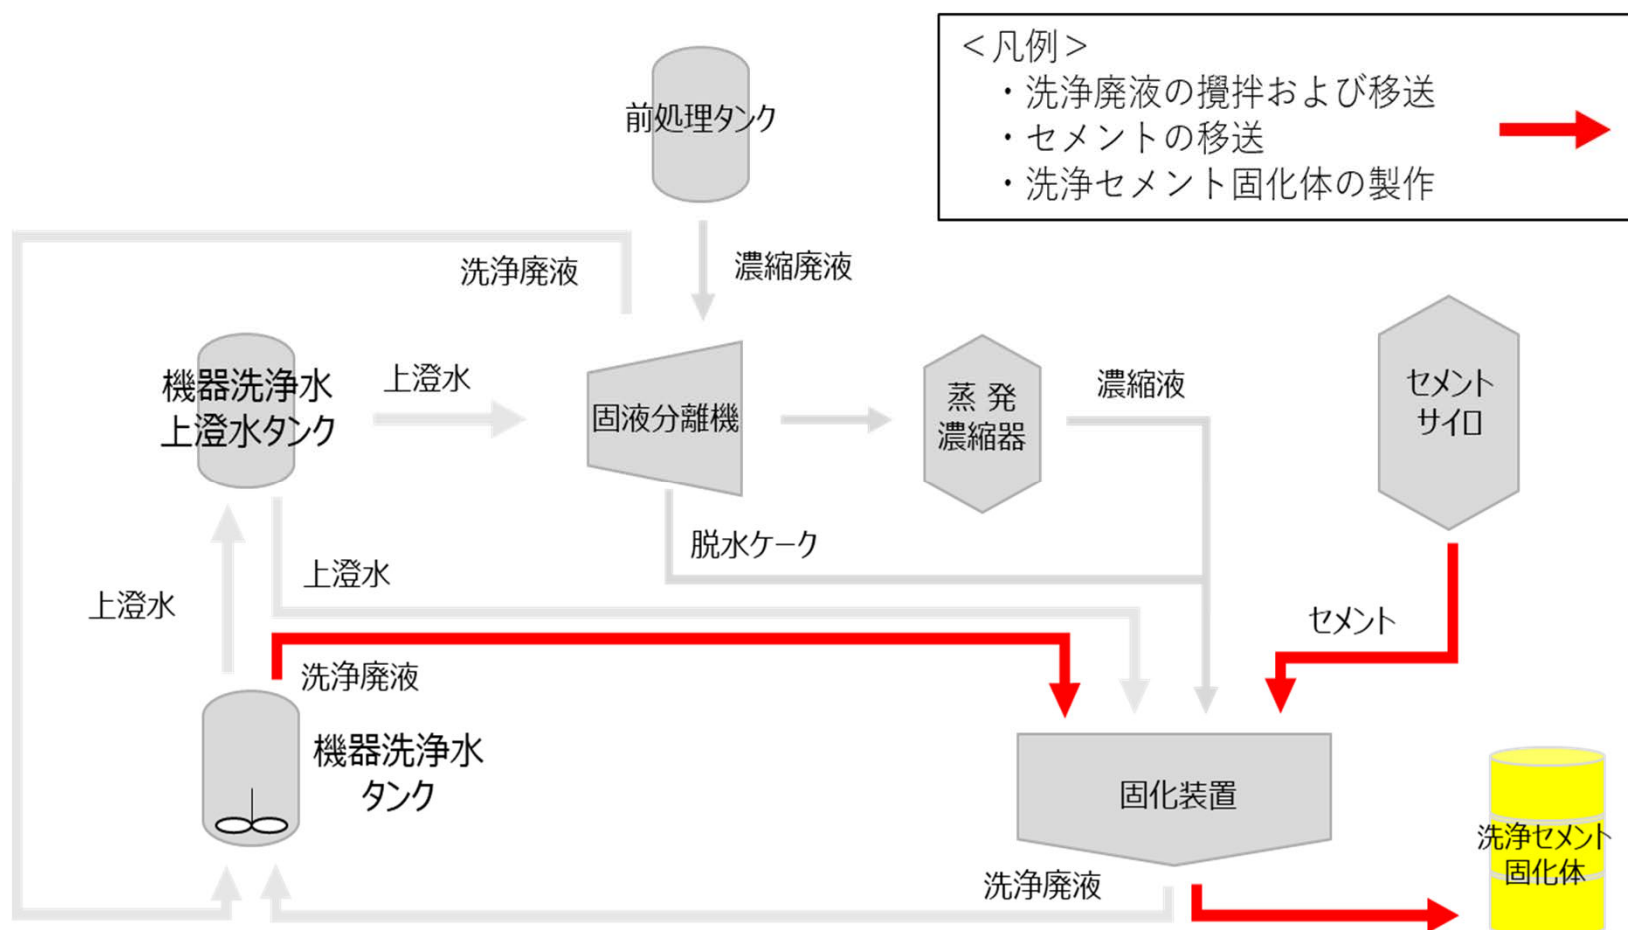 ＜凡例＞
・洗浄廃液の攪拌および移送
・セメントの移送
・洗浄セメント固化体の製作
前処理タンク
洗浄廃液
濃縮廃液
機器洗浄水
上澄水タンク
上澄水
固液分離機
蒸 発
濃縮器
濃縮液
セメント
サイロ
脱水ケーク
上澄水
上澄水
セメント
洗浄廃液
機器洗浄水
タンク
固化装置
洗浄セメント
固化体
洗浄廃液